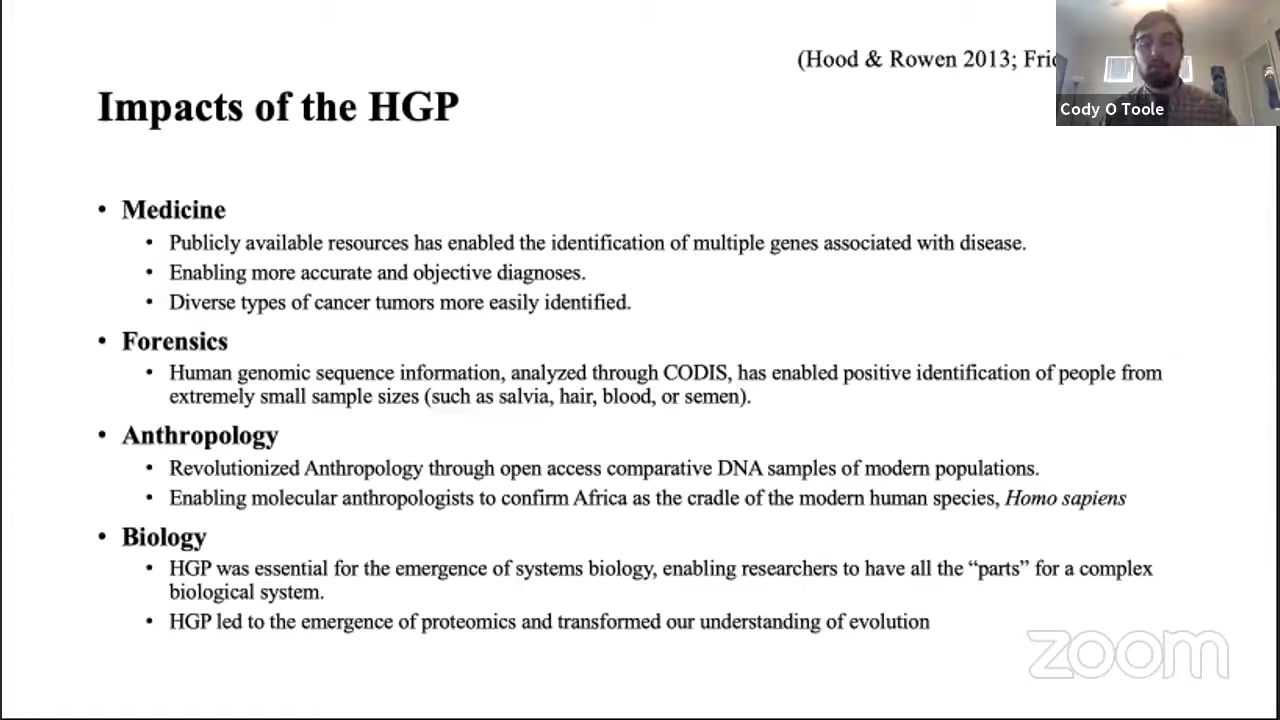 (Hood & Rowen 2013;
Impacts of the HGP
Cody O Toole
• Medicine
• Publicly available resources has enabled the identification of multiple genes associated with disease.
• Enabling more accurate and objective diagnoses.
• Diverse types of cancer tumors more easily identified.
• Forensics
• Human genomic sequence information, analyzed through CODIS, has enabled positive identification of people from
extremely small sample sizes (such as salvia, hair, blood, or semen).
• Anthropology
• Revolutionized Anthropology through open access comparative DNA samples of modern populations.
• Enabling molecular anthropologists to confirm Africa as the cradle of the modern human species, Homo sapiens
• Biology
• HGP was essential for the emergence of systems biology, enabling researchers to have all the “parts” for a complex
biological system.
• HGP led to the emergence of proteomics and transformed our understanding of evolution
zoom